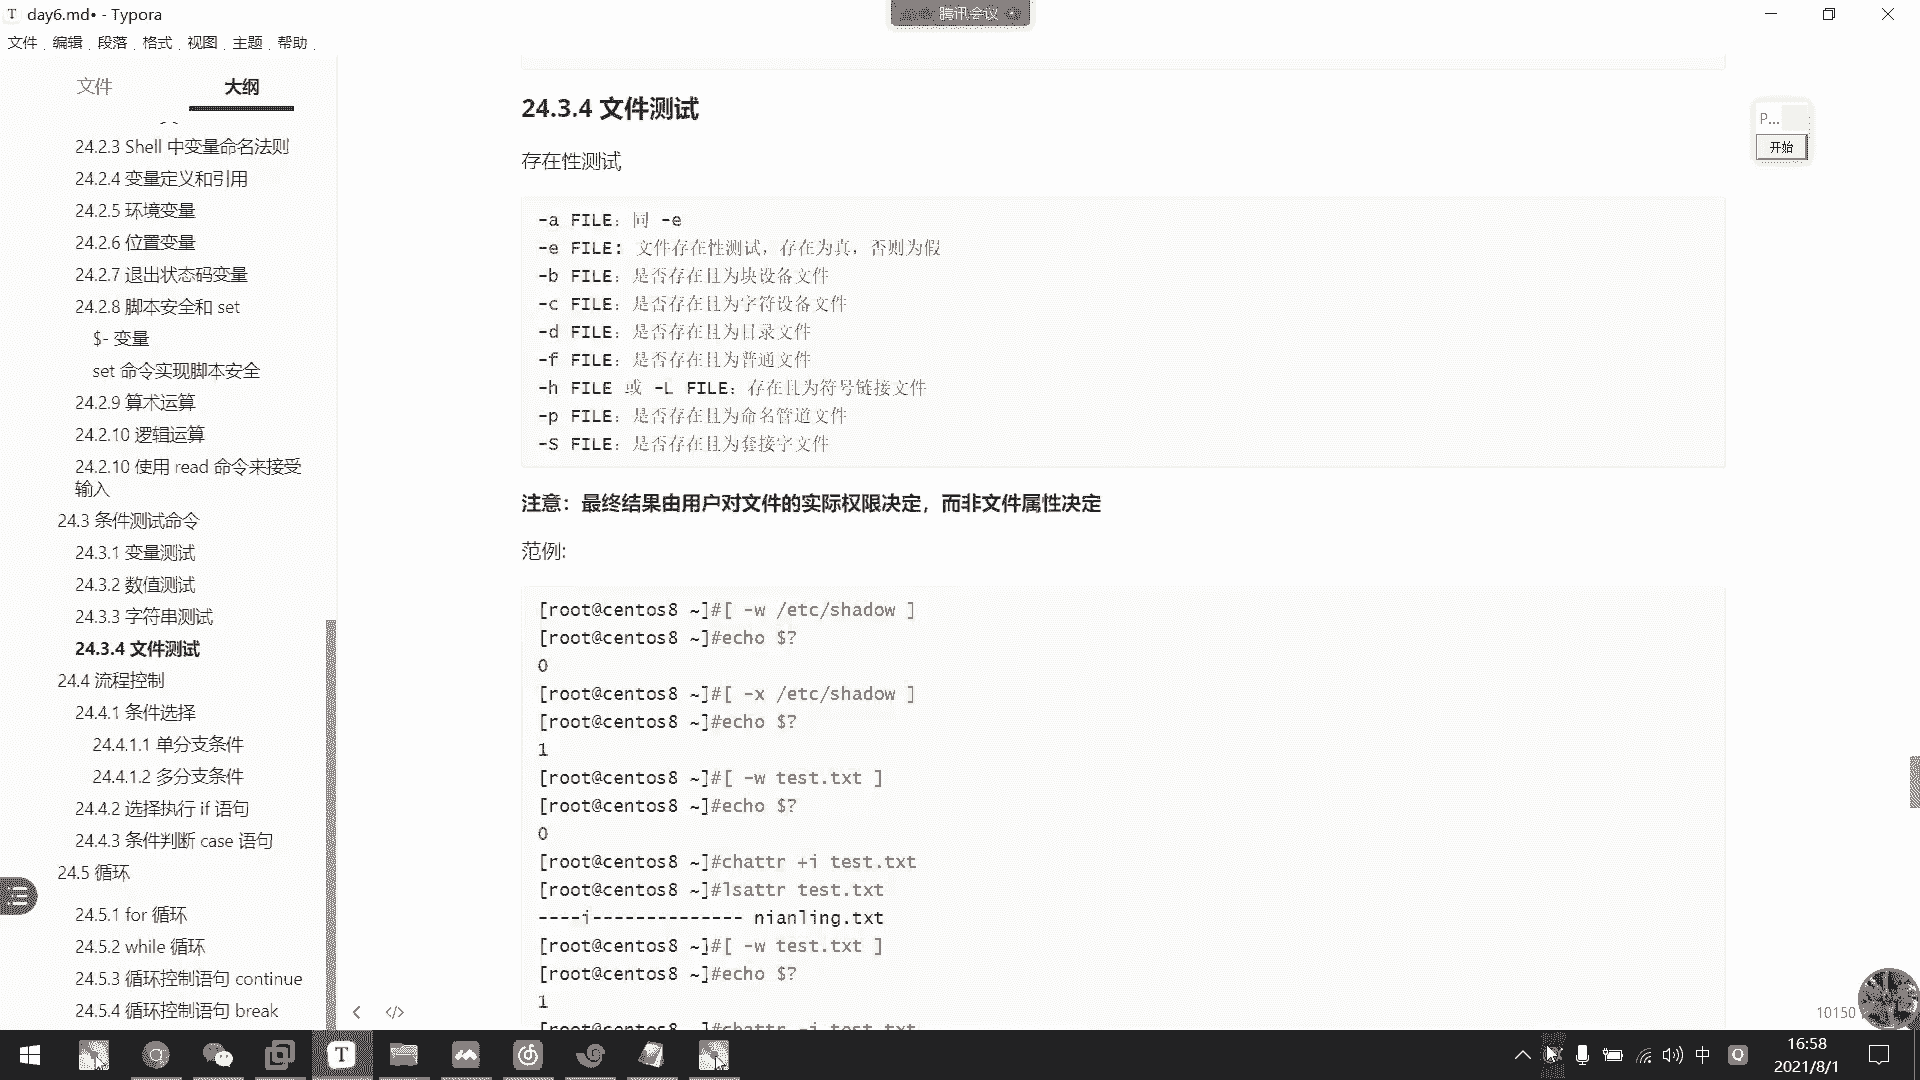 day6.md• - Typora
腾讯会议
文件 编辑 段落 格式 视图 主题 帮助
文件 大纲
24.2.3 Shell 中变量命名法则
24.2.4 变量定义和引用
24.2.5 环境变量
24.2.6 位置变量
24.2.7 退出状态码变量
24.2.8 脚本安全和 set
$- 变量
set 命令实现脚本安全
24.2.9 算术运算
24.2.10 逻辑运算
24.2.10 使用 read 命令来接受
输入
24.3 条件测试命令
24.3.1 变量测试
24.3.2 数值测试
24.3.3 字符串测试
24.3.4 文件测试
24.4 流程控制
24.4.1 条件选择
24.4.1.1 单分支条件
24.4.1.2 多分支条件
24.4.2 选择执行 if 语句
24.4.3 条件判断 case 语句
24.5 循环
24.5.1 for 循环
24.5.2 while 循环
24.5.3 循环控制语句 continue
24.5.4 循环控制语句 break
24.3.4 文件测试
存在性测试
-a FILE：同 -e
-e FILE: 文件存在性测试，存在为真，否则为假
-b FILE：是否存在且为块设备文件
-c FILE：是否存在且为字符设备文件
-d FILE：是否存在且为目录文件
-f FILE：是否存在且为普通文件
-h FILE 或 -L FILE：存在且为符号链接文件
-p FILE：是否存在且为命名管道文件
-S FILE：是否存在且为套接字文件
注意：最终结果由用户对文件的实际权限决定，而非文件属性决定
范例:
[root@centos8 ~]#[ -w /etc/shadow ]
[root@centos8 ~]#echo $?
0
[root@centos8 ~]#[ -x /etc/shadow ]
[root@centos8 ~]#echo $?
1
[root@centos8 ~]#[ -w test.txt ]
[root@centos8 ~]#echo $?
0
[root@centos8 ~]#chattr +i test.txt
[root@centos8 ~]#lsattr test.txt
----i-------------- nianling.txt
[root@centos8 ~]#[ -w test.txt ]
[root@centos8 ~]#echo $?
1
[root@centos8 ~]#chattr -i test.txt
P...
开始
10150
中
16:58
2021/8/1